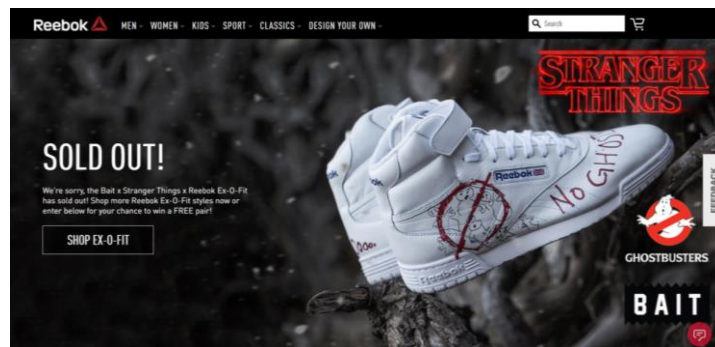 Reebok MEN WOMEN KIDS SPORT CLASSICS DESIGN YOUR OWN Search
STRANGER
THINGS
SOLD OUT!
We're sorry, the Bait x Stranger Things x Reebok Ex-O-Fit
has sold out! Shop more Reebok Ex-O-Fit styles now or
enter below for your chance to win a FREE pair!
SHOP EX-O-FIT
Reebok
NO GHOS
Reebok
FEEDBACK
GHOSTBUSTERS
BAIT